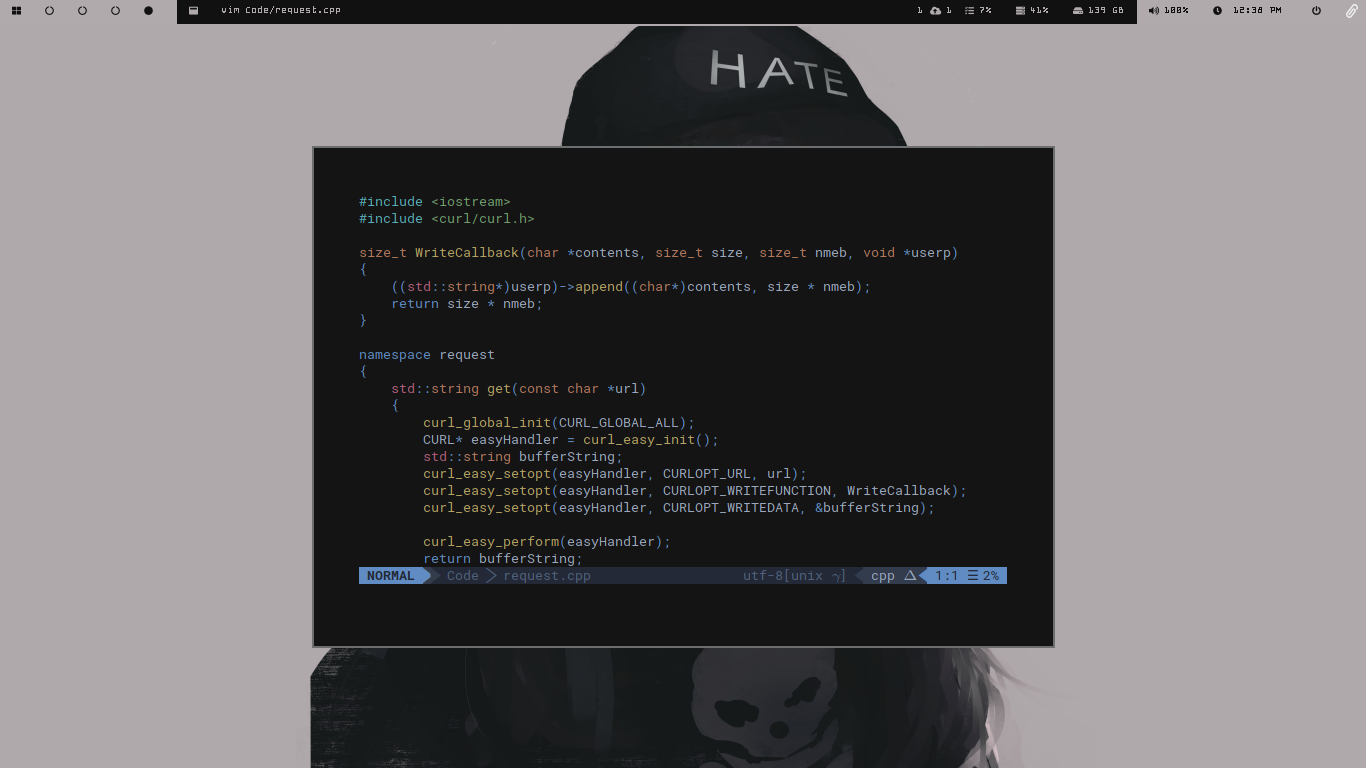 vim Code/request.cpp 1 1 7% 41% 139 GB 100% 12:38 PM
HATE
#include <iostream>
#include <curl/curl.h>
size_t WriteCallback(char *contents, size_t size, size_t nmeb, void *userp)
{
((std::string*)userp)->append((char*)contents, size * nmeb);
return size * nmeb;
}
namespace request
{
std::string get(const char *url)
{
curl_global_init(CURL_GLOBAL_ALL);
CURL* easyHandler = curl_easy_init();
std::string bufferString;
curl_easy_setopt(easyHandler, CURLOPT_URL, url);
curl_easy_setopt(easyHandler, CURLOPT_WRITEFUNCTION, WriteCallback);
curl_easy_setopt(easyHandler, CURLOPT_WRITEDATA, &bufferString);
curl_easy_perform(easyHandler);
return bufferString;
NORMAL Code request.cpp utf-8[unix ] cpp 1:1 ☰ 2%